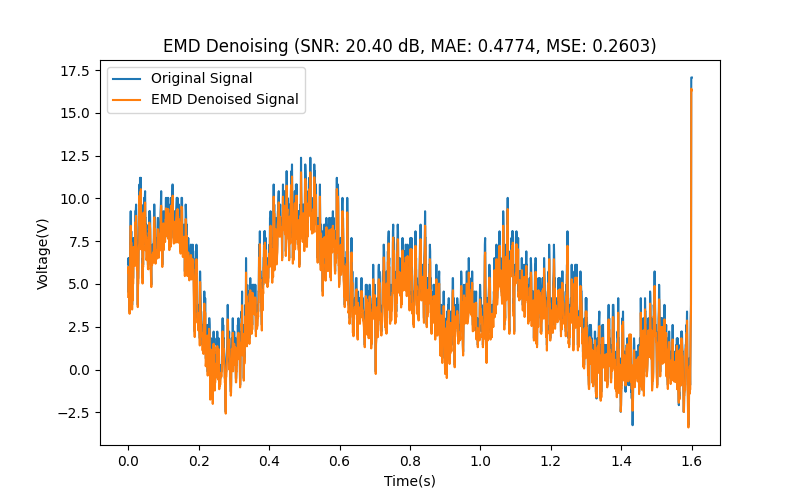 EMD Denoising (SNR: 20.40 dB, MAE: 0.4774, MSE: 0.2603)
Original Signal
EMD Denoised Signal
17.5
15.0
12.5
10.0
7.5
5.0
2.5
0.0
−2.5
Voltage(V)
0.0 0.2 0.4 0.6 0.8 1.0 1.2 1.4 1.6
Time(s)